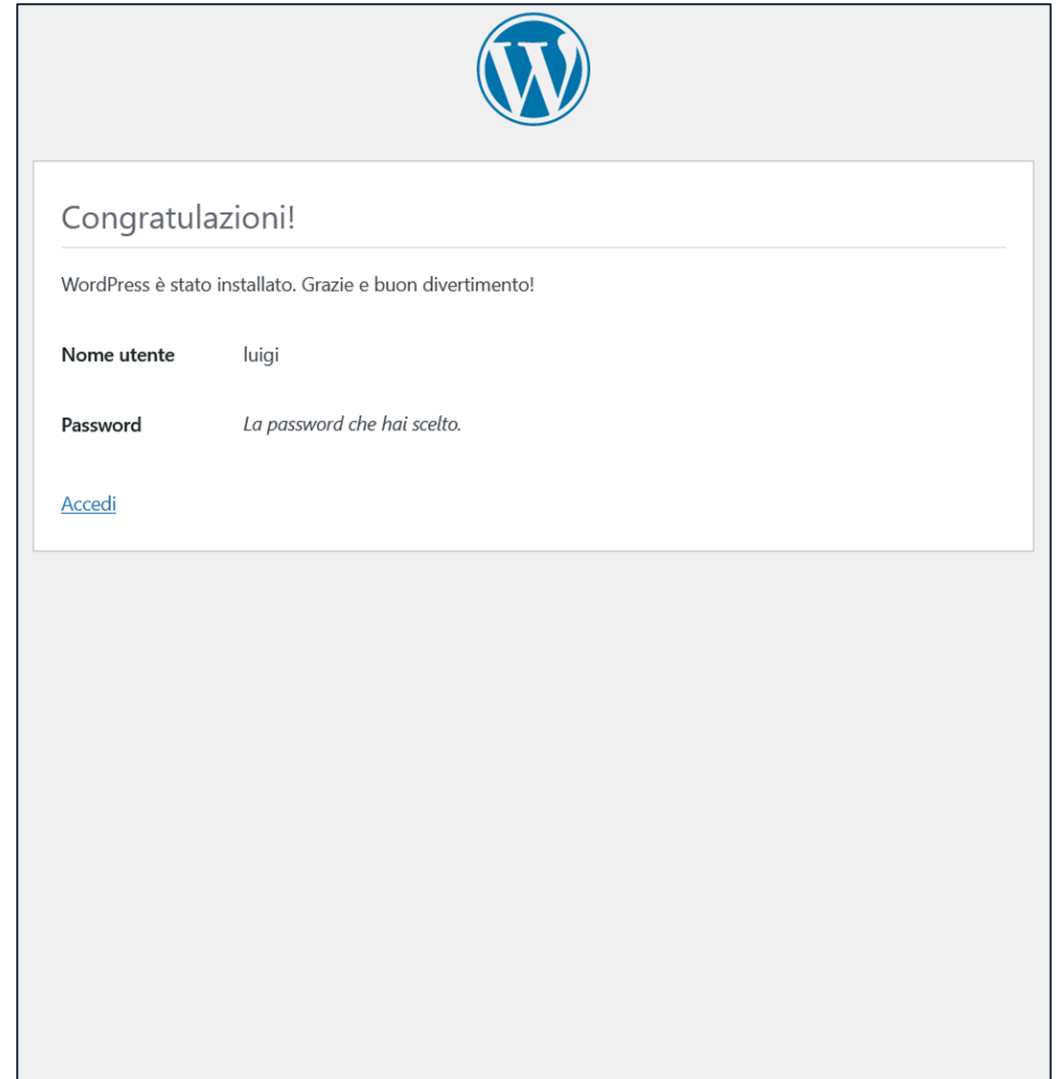 Congratulazioni!
WordPress è stato installato. Grazie e buon divertimento!
Nome utente luigi
Password La password che hai scelto.
Accedi